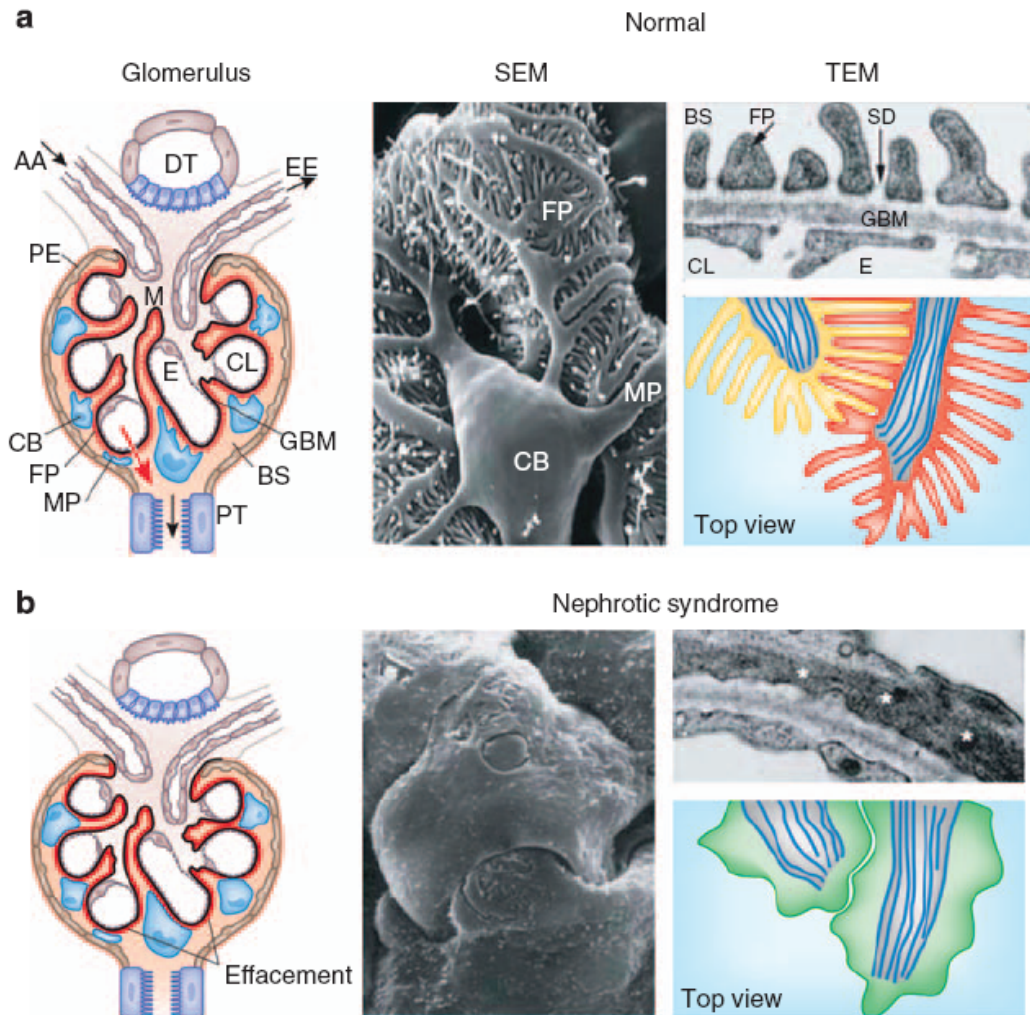 a
Normal
Glomerulus
SEM
TEM
AA
DT
EE
PE
M
E
CL
CB
FP
MP
GBM
BS
PT
FP
MP
CB
BS
FP
SD
GBM
CL
E
Top view
b
Nephrotic syndrome
Effacement
* * *
Top view